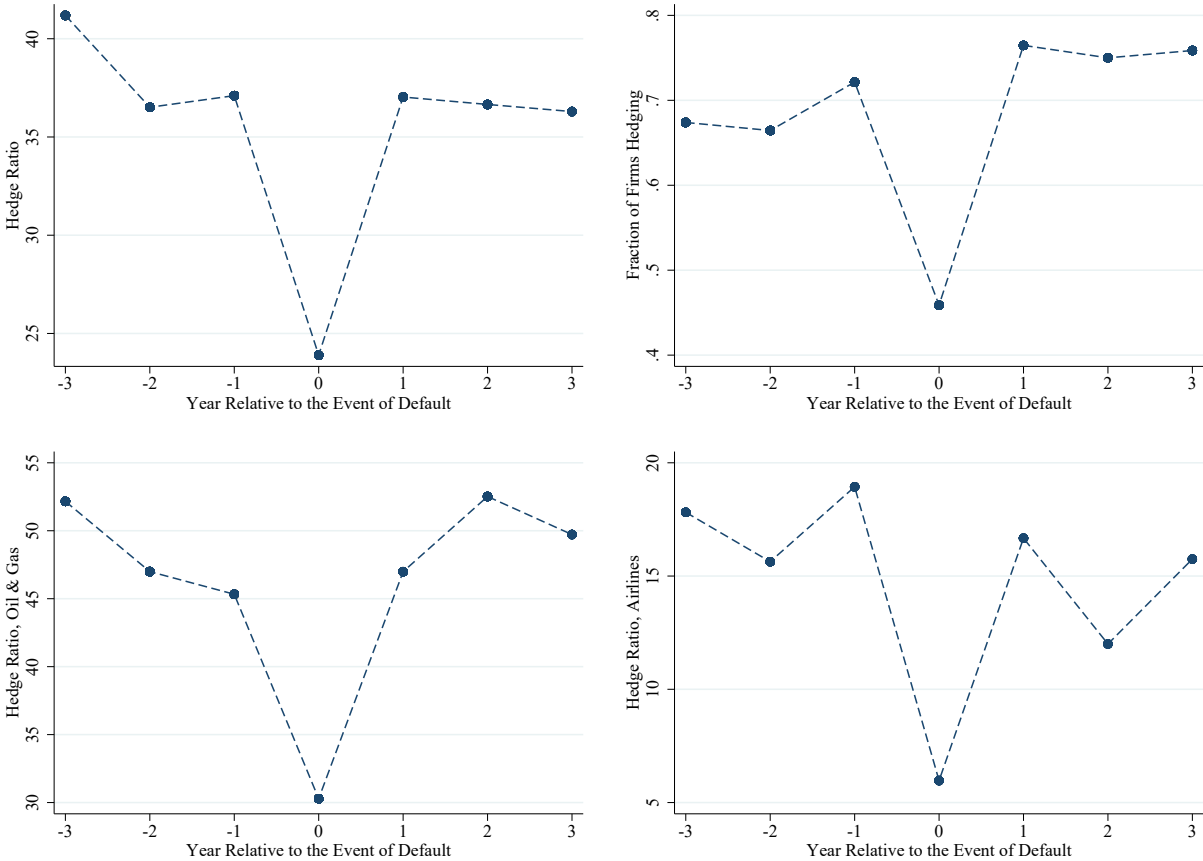 Hedge Ratio
40
35
30
25
-3 -2 -1 0 1 2 3
Year Relative to the Event of Default
Fraction of Firms Hedging
.8
.7
.6
.5
.4
-3 -2 -1 0 1 2 3
Year Relative to the Event of Default
Hedge Ratio, Oil & Gas
55
50
45
40
35
30
-3 -2 -1 0 1 2 3
Year Relative to the Event of Default
Hedge Ratio, Airlines
20
15
10
5
-3 -2 -1 0 1 2 3
Year Relative to the Event of Default